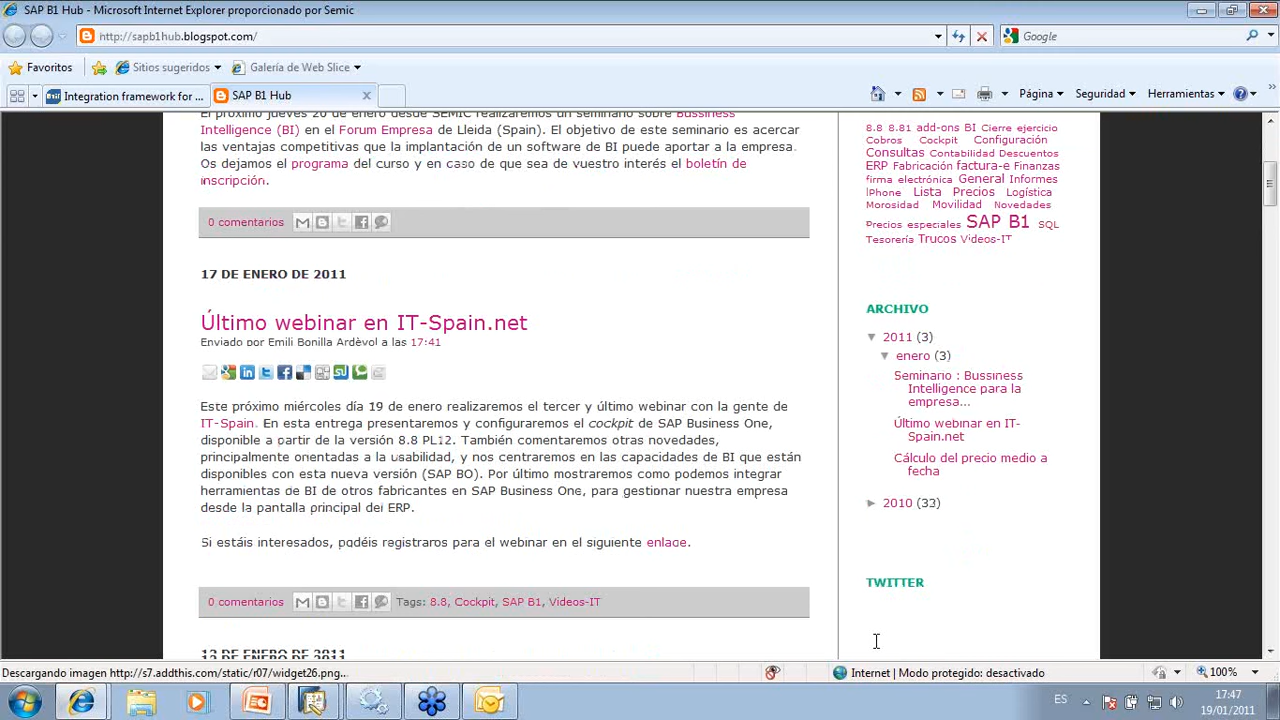 SAP B1 Hub - Microsoft Internet Explorer proporcionado por Semic
http://sapb1hub.blogspot.com/
Google
Favoritos
Sitios sugeridos
Galería de Web Slice
Integration framework for ...
SAP B1 Hub
Página
Seguridad
Herramientas
El próximo jueves 20 de enero desde SEMIC realizaremos un seminario sobre Bussiness
Intelligence (BI) en el Forum Empresa de Lleida (Spain). El objetivo de este seminario es acercar
las ventajas competitivas que la implantación de un software de BI puede aportar a la empresa.
Os dejamos el programa del curso y en caso de que sea de vuestro interés el boletín de
inscripción.
0 comentarios
17 DE ENERO DE 2011
Último webinar en IT-Spain.net
Enviado por Emili Bonilla Ardèvol a las 17:41
Este próximo miércoles día 19 de enero realizaremos el tercer y último webinar con la gente de
IT-Spain. En esta entrega presentaremos y configuraremos el cockpit de SAP Business One,
disponible a partir de la versión 8.8 PL12. También comentaremos otras novedades,
principalmente orientadas a la usabilidad, y nos centraremos en las capacidades de BI que están
disponibles con esta nueva versión (SAP BO). Por último mostraremos como podemos integrar
herramientas de BI de otros fabricantes en SAP Business One, para gestionar nuestra empresa
desde la pantalla principal del ERP.
Si estáis interesados, podéis registraros para el webinar en el siguiente enlace.
0 comentarios
Tags: 8.8, Cockpit, SAP B1, Videos-IT
13 DE ENERO DE 2011
8.8 8.81 add-ons BI Cierre ejercicio
Cobros Cockpit Configuración
Consultas Contabilidad Descuentos
ERP Fabricación factura-e Finanzas
firma electrónica General Informes
IPhone Lista Precios Logística
Morosidad Movilidad Novedades
Precios especiales SAP B1 SQL
Tesorería Trucos Videos-IT
ARCHIVO
▼ 2011 (3)
▼ enero (3)
Seminario : Bussiness
Intelligence para la
empresa...
Último webinar en IT-
Spain.net
Cálculo del precio medio a
fecha
► 2010 (33)
TWITTER
Descargando imagen http://s7.addthis.com/static/r07/widget26.png...
Internet | Modo protegido: desactivado
100%
ES
17:47
19/01/2011